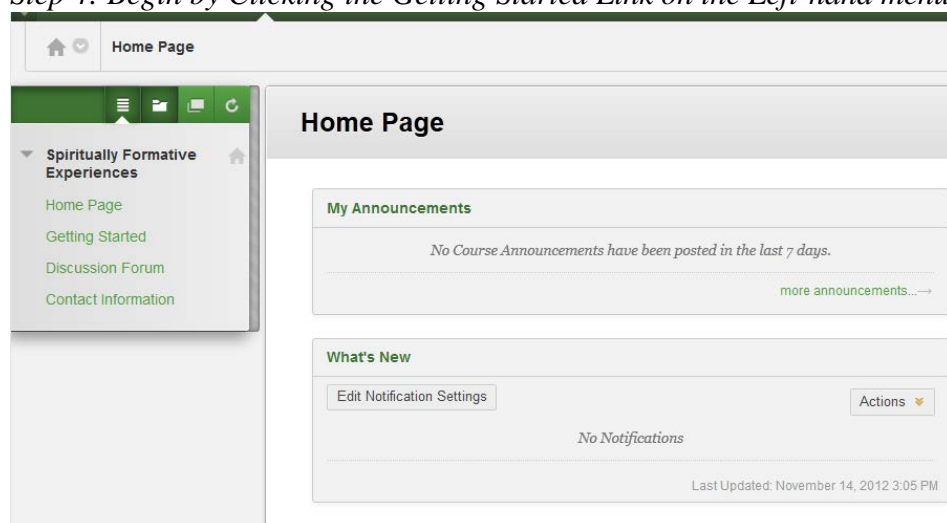 Step 4: Begin by Clicking the Getting Started Link on the Left-hand menu
Home Page
Spiritually Formative
Experiences
Home Page
Getting Started
Discussion Forum
Contact Information
Home Page
My Announcements
No Course Announcements have been posted in the last 7 days.
more announcements...→
What's New
Edit Notification Settings
Actions
No Notifications
Last Updated: November 14, 2012 3:05 PM